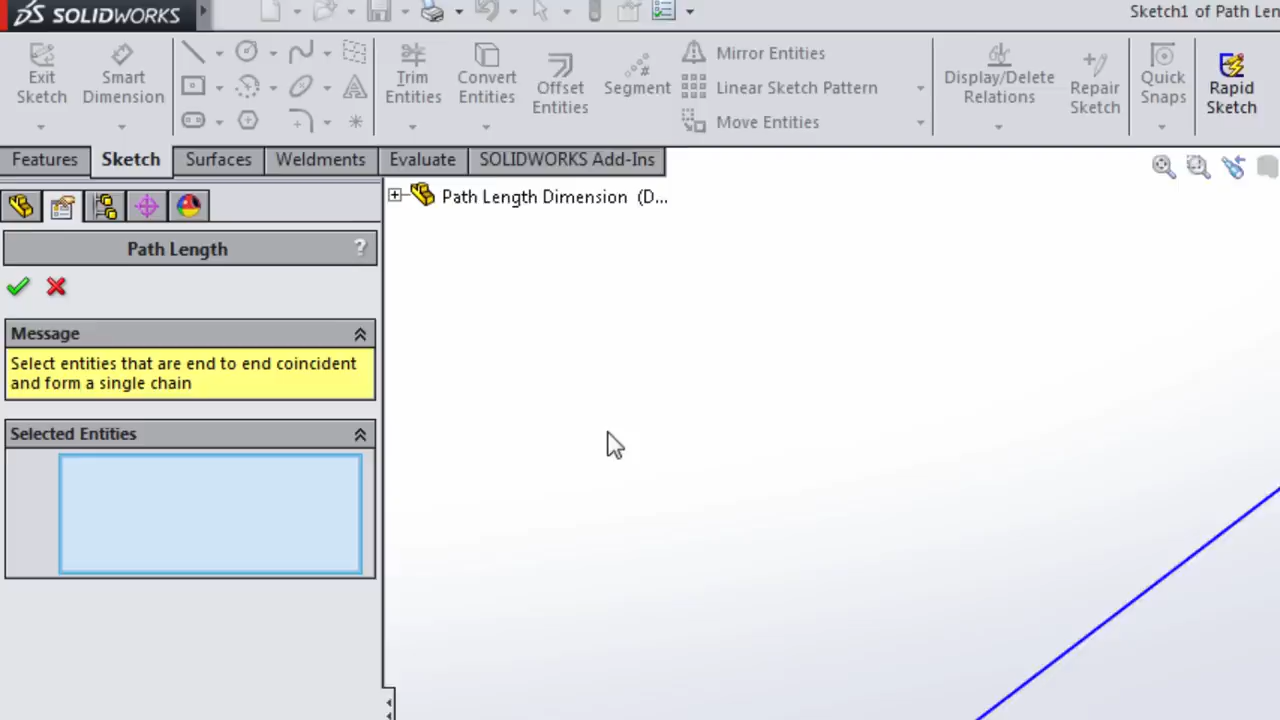 SOLIDWORKS
Sketch1 of Path Len
Exit Sketch
Smart Dimension
Trim Entities
Convert Entities
Offset Entities
Segment
Mirror Entities
Linear Sketch Pattern
Move Entities
Display/Delete Relations
Repair Sketch
Quick Snaps
Rapid Sketch
Features
Sketch
Surfaces
Weldments
Evaluate
SOLIDWORKS Add-Ins
Path Length Dimension (D...
Path Length
?
Message
Select entities that are end to end coincident
and form a single chain
Selected Entities